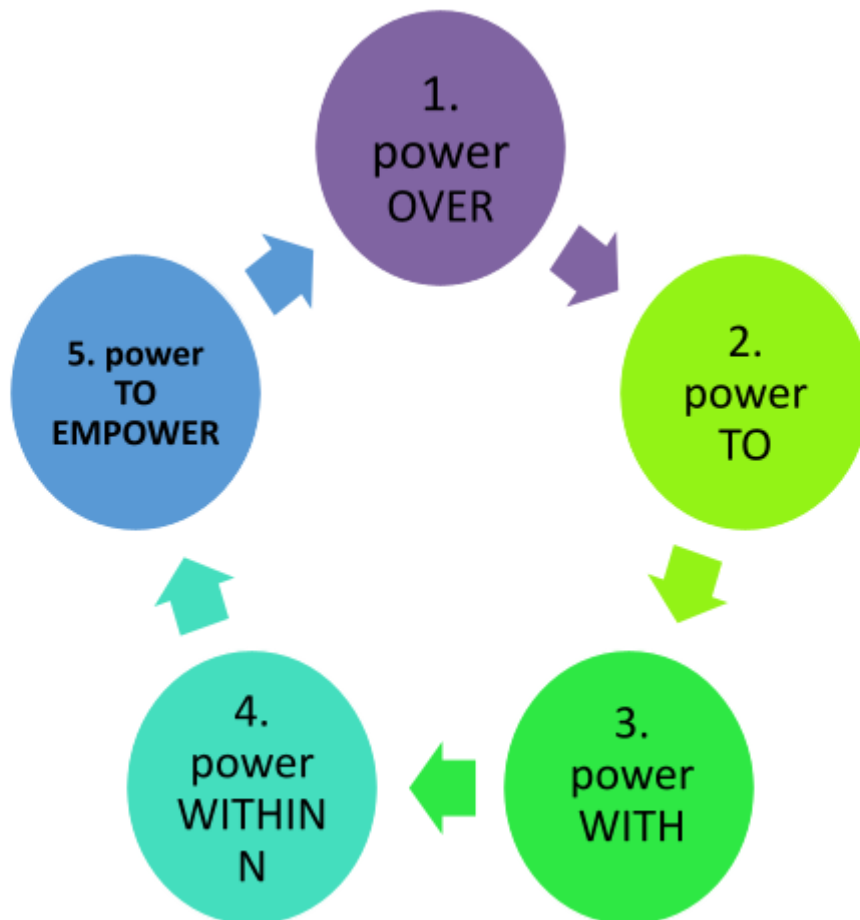 1.
power
OVER
2.
power
TO
3.
power
WITH
4.
power
WITHIN
N
5. power
TO
EMPOWER